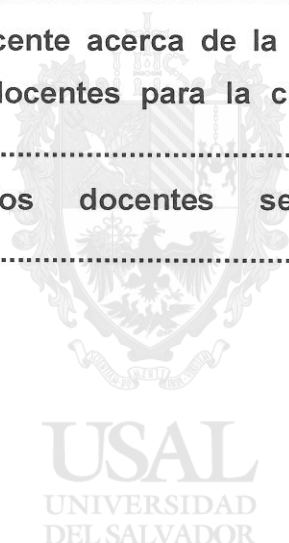 cente acerca de la
docentes para la c
os docentes se
USAL
UNIVERSIDAD
DEL SALVADOR